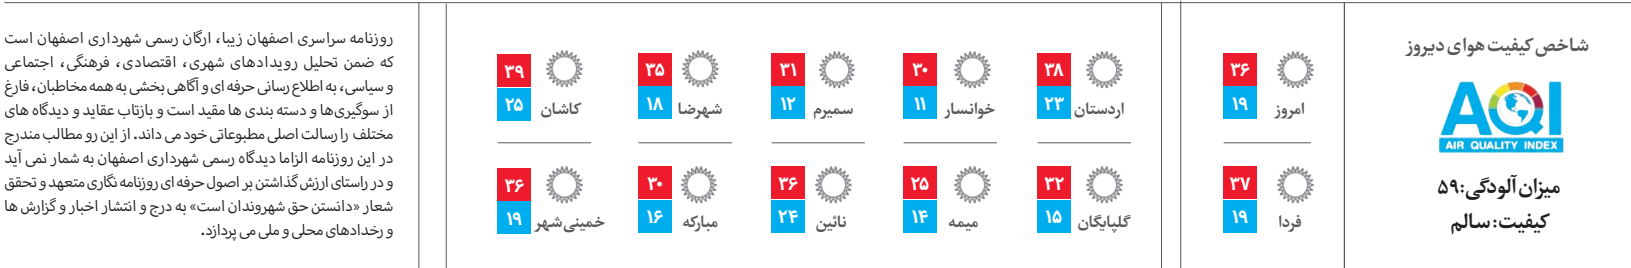 شاخص کیفیت هوای دیروز
AQI
AIR QUALITY INDEX
میزان آلودگی: ۵۹
کیفیت: سالم
۳۶
۱۹
امروز
۳۷
۱۹
فردا
۳۸
۲۳
اردستان
۳۰
۱۱
خوانسار
۳۱
۱۲
سمیرم
۳۵
۱۸
شهرضا
۳۹
۲۵
کاشان
۳۲
۱۵
گلپایگان
۲۵
۱۴
میمه
۳۶
۲۴
نائین
۳۰
۱۶
مبارکه
۳۶
۱۹
خمینی‌شهر
روزنامه سراسری اصفهان زیبا، ارگان رسمی شهرداری اصفهان است
که ضمن تحلیل رویدادهای شهری، اقتصادی، فرهنگی، اجتماعی
و سیاسی، به اطلاع رسانی حرفه ای و آگاهی بخشی به همه مخاطبان، فارغ
از سوگیری‌ها و دسته بندی ها مقید است و بازتاب عقاید و دیدگاه های
مختلف را رسالت اصلی مطبوعاتی خود می داند. از این رو مطالب مندرج
در این روزنامه الزاما دیدگاه رسمی شهرداری اصفهان به شمار نمی آید
و در راستای ارزش گذاشتن بر اصول حرفه ای روزنامه نگاری متعهد و تحقق
شعار «دانستن حق شهروندان است» به درج و انتشار اخبار و گزارش ها
و رخدادهای محلی و ملی می پردازد.